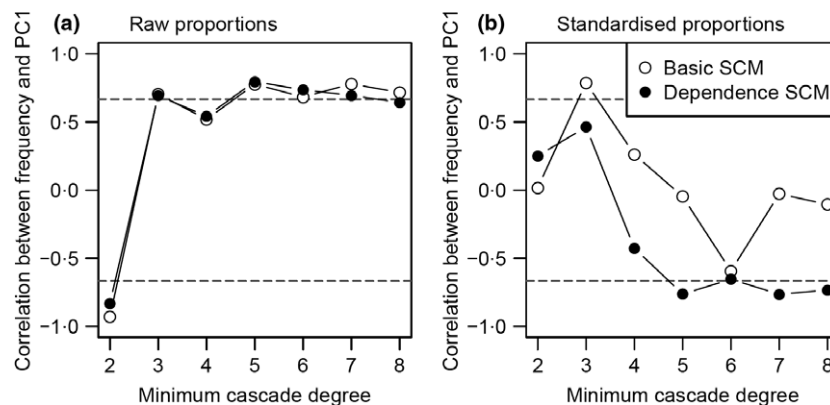 (a) Raw proportions
Correlation between frequency and PC1
1·0
0·5
0·0
−0·5
−1·0
2 3 4 5 6 7 8
Minimum cascade degree
(b) Standardised proportions
Correlation between frequency and PC1
1·0
0·5
0·0
−0·5
−1·0
Basic SCM
Dependence SCM
2 3 4 5 6 7 8
Minimum cascade degree